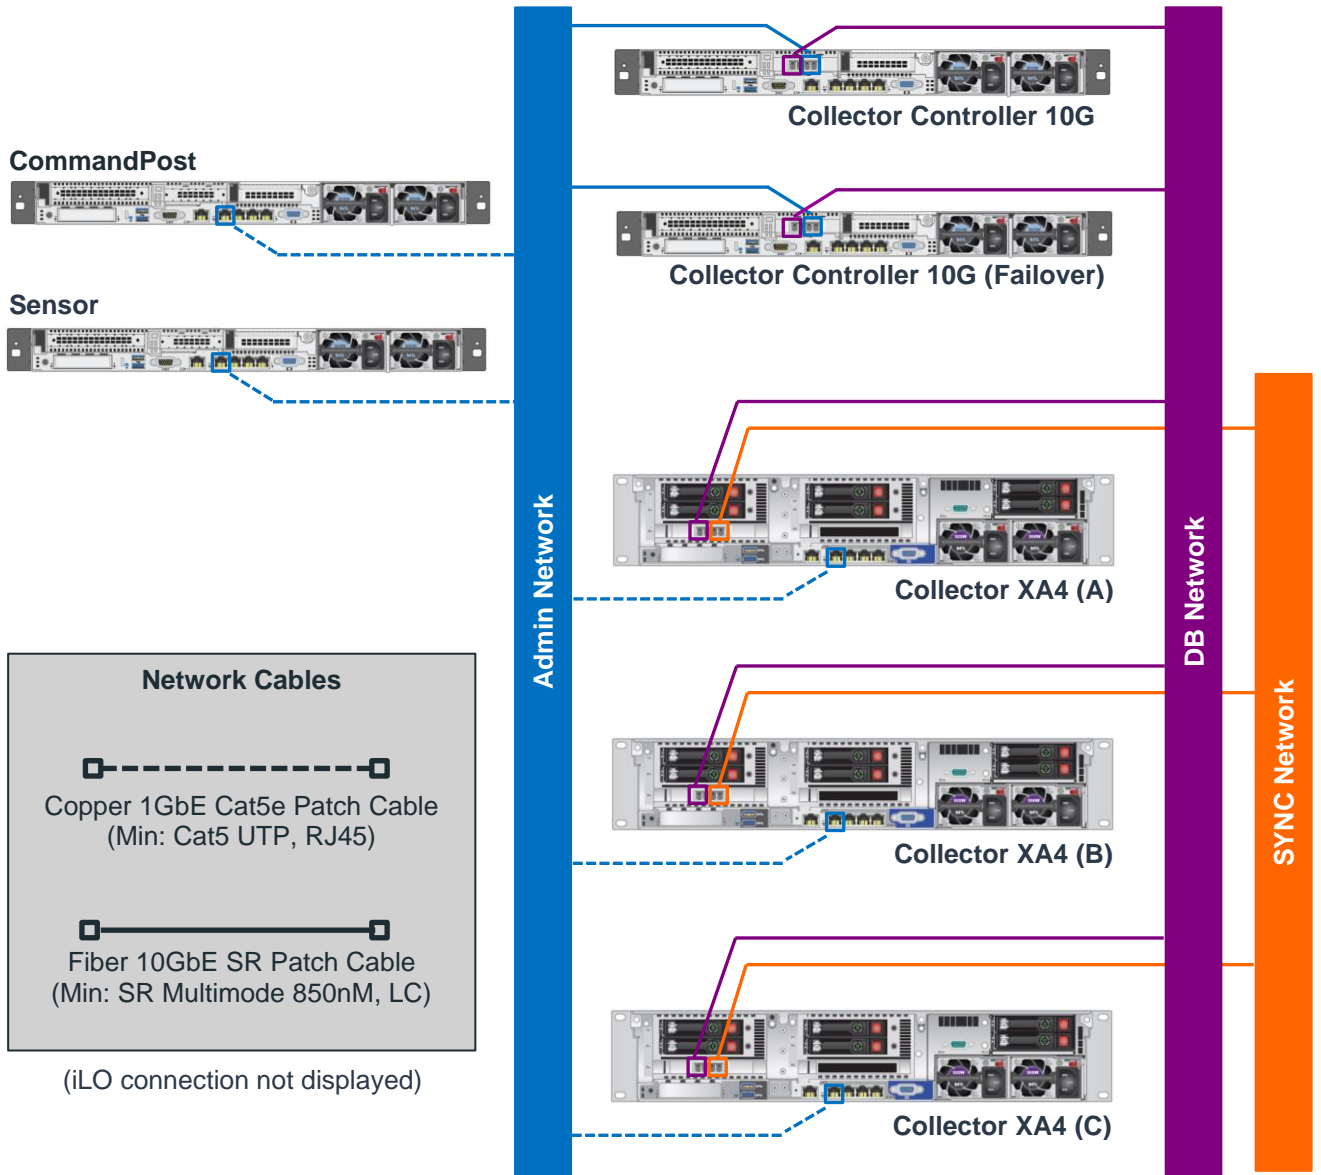 Collector Controller 10G
CommandPost
Collector Controller 10G (Failover)
Sensor
Admin Network
DB Network
SYNC Network
Collector XA4 (A)
Network Cables
Copper 1GbE Cat5e Patch Cable
(Min: Cat5 UTP, RJ45)
Collector XA4 (B)
Fiber 10GbE SR Patch Cable
(Min: SR Multimode 850nM, LC)
(iLO connection not displayed)
Collector XA4 (C)